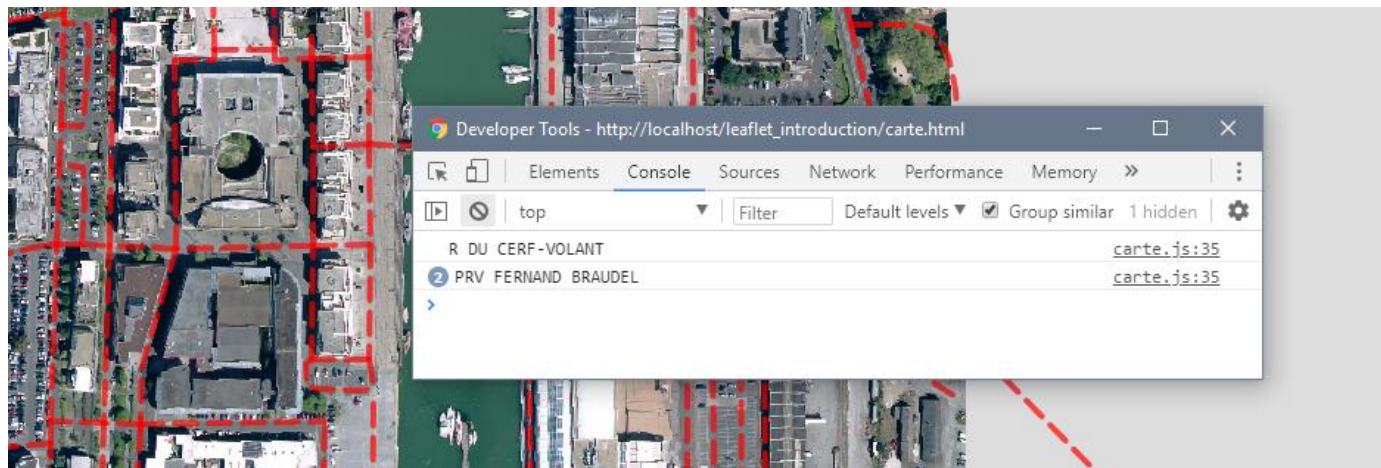 Developer Tools - http://localhost/leaflet_introduction/carte.html
Elements Console Sources Network Performance Memory »
top Filter Default levels Group similar 1 hidden
R DU CERF-VOLANT carte.js:35
2 PRV FERNAND BRAUDEL carte.js:35
>